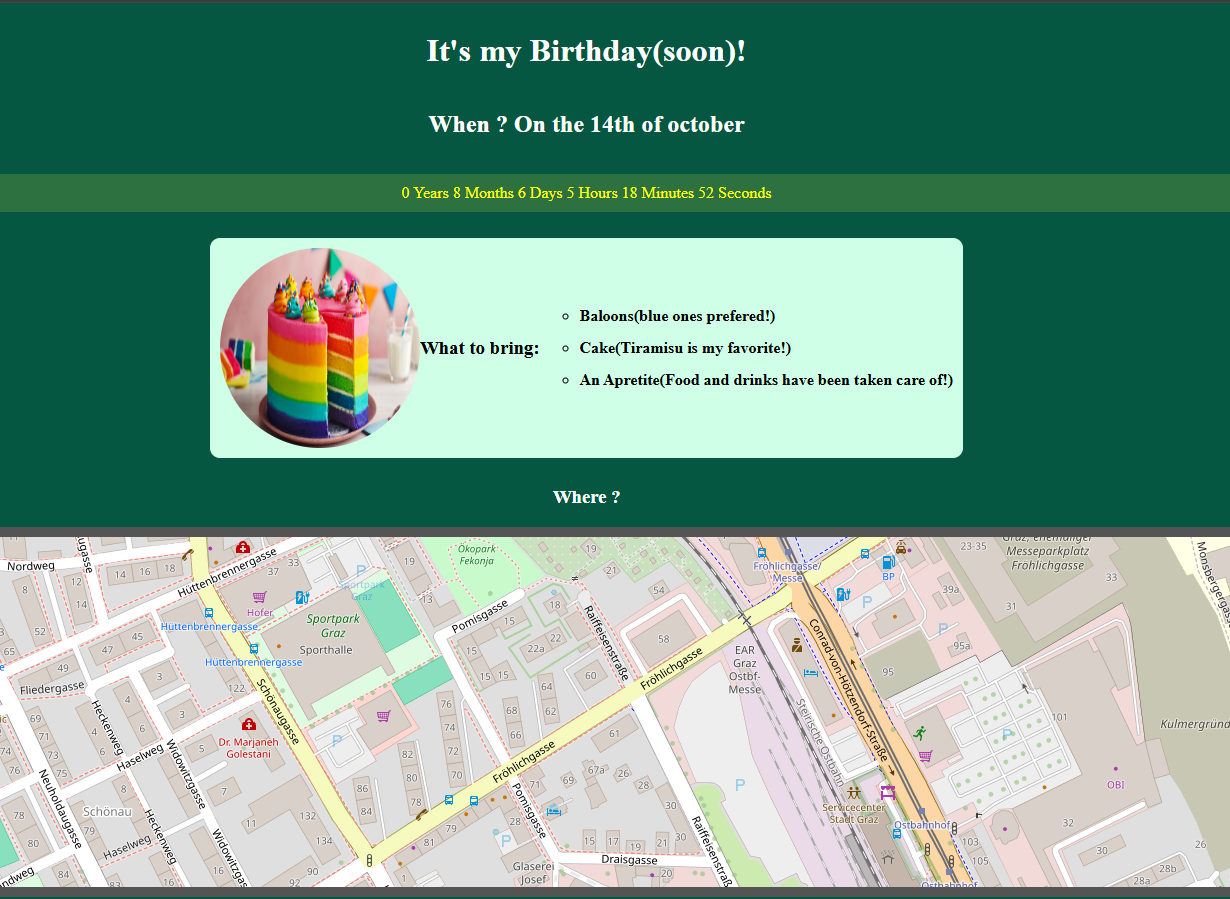 It's my Birthday(soon)!
When ? On the 14th of october
0 Years 8 Months 6 Days 5 Hours 18 Minutes 52 Seconds
What to bring:
Baloons(blue ones prefered!)
Cake(Tiramisu is my favorite!)
An Apretite(Food and drinks have been taken care of!)
Where ?
Nordweg
Hüttenbrennergasse
Hofer
Hüttenbrennergasse
Hüttenbrennergasse
Sportpark
Graz
Sporthalle
Ökopark
Fekonja
Pomisgasse
Raiffeisenstraße
Fröhlichgasse/
Messe
BP
Graz, ehemaliger
Messeparkplatz
Fröhlichgasse
Monsbergergasse
Fliedergasse
Heckenweg
Haselweg
Widowitzgasse
Schönaugasse
Dr. Marjaneh
Golestani
Neuholdaugasse
Schönau
Haselweg
Heckenweg
Widowitzgasse
Fröhlichgasse
Fröhlichgasse
Pomisgasse
Glaserei
Josef
Draisgasse
Raiffeisenstraße
EAR
Graz
Ostbf-
Messe
Steirische Ostbahn
Conrad-von-Hötzendorf-Straße
Servicecenter
Stadt Graz
Ostbahnhof
Ostbahnhof
OBI
Kulmergründ